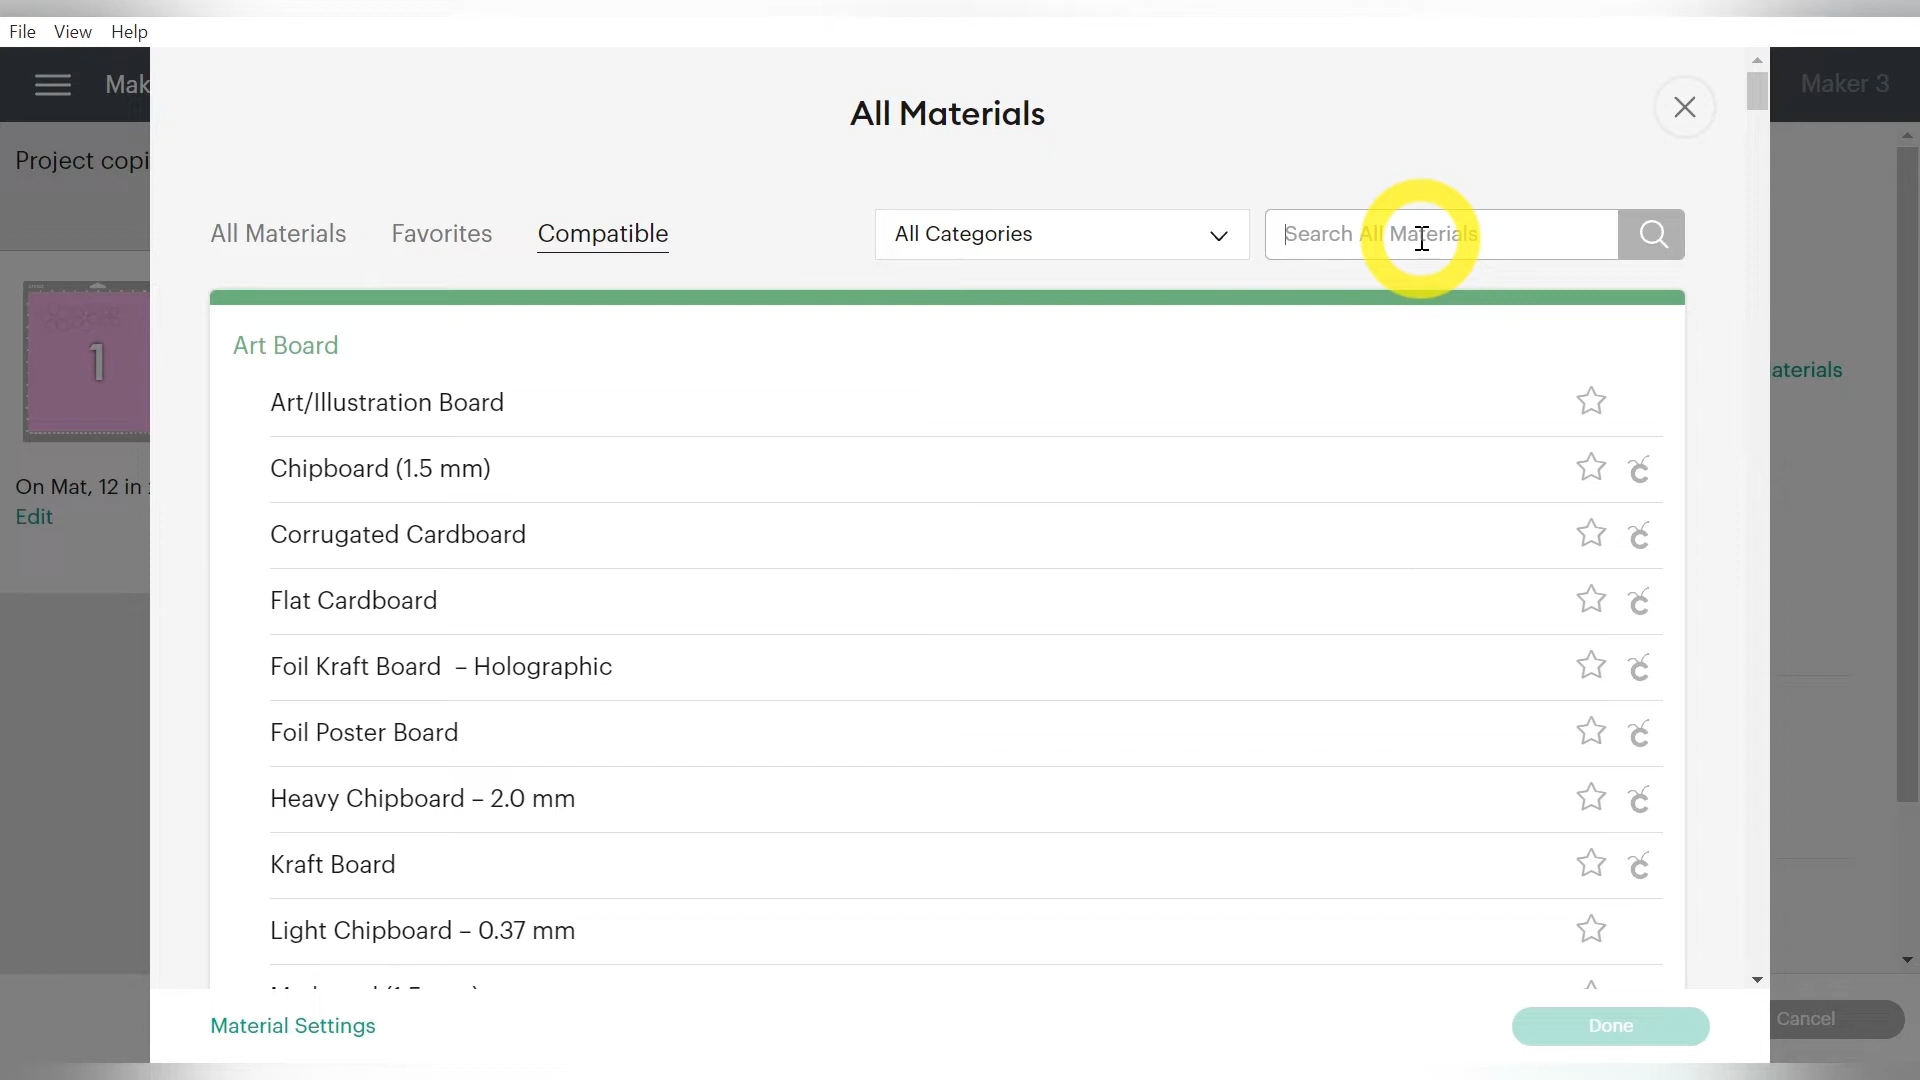 File View Help
Mak
Maker 3
All Materials
Project copi
All Materials Favorites Compatible
All Categories
Search All Materials
Art Board
1
Art/Illustration Board
aterials
Chipboard (1.5 mm)
On Mat, 12 in
Edit
Corrugated Cardboard
Flat Cardboard
Foil Kraft Board – Holographic
Foil Poster Board
Heavy Chipboard – 2.0 mm
Kraft Board
Light Chipboard – 0.37 mm
Material Settings
Done
Cancel